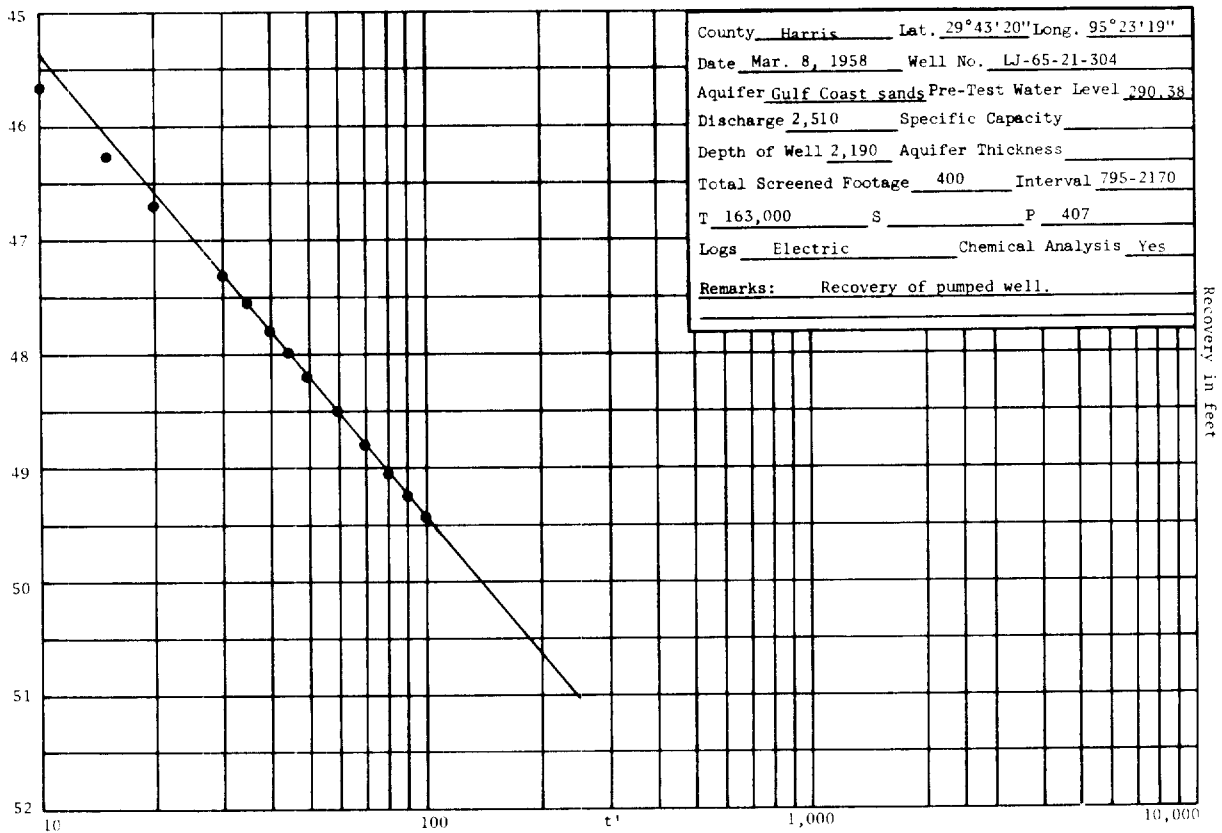 County Harris Lat. 29°43'20" Long. 95°23'19"
Date Mar. 8, 1958 Well No. LJ-65-21-304
Aquifer Gulf Coast sands Pre-Test Water Level 290.38
Discharge 2,510 Specific Capacity
Depth of Well 2,190 Aquifer Thickness
Total Screened Footage 400 Interval 795-2170
T 163,000 S P 407
Logs Electric Chemical Analysis Yes
Remarks: Recovery of pumped well.
45
46
47
48
49
50
51
52
10 100 t' 1,000 10,000
Recovery in feet